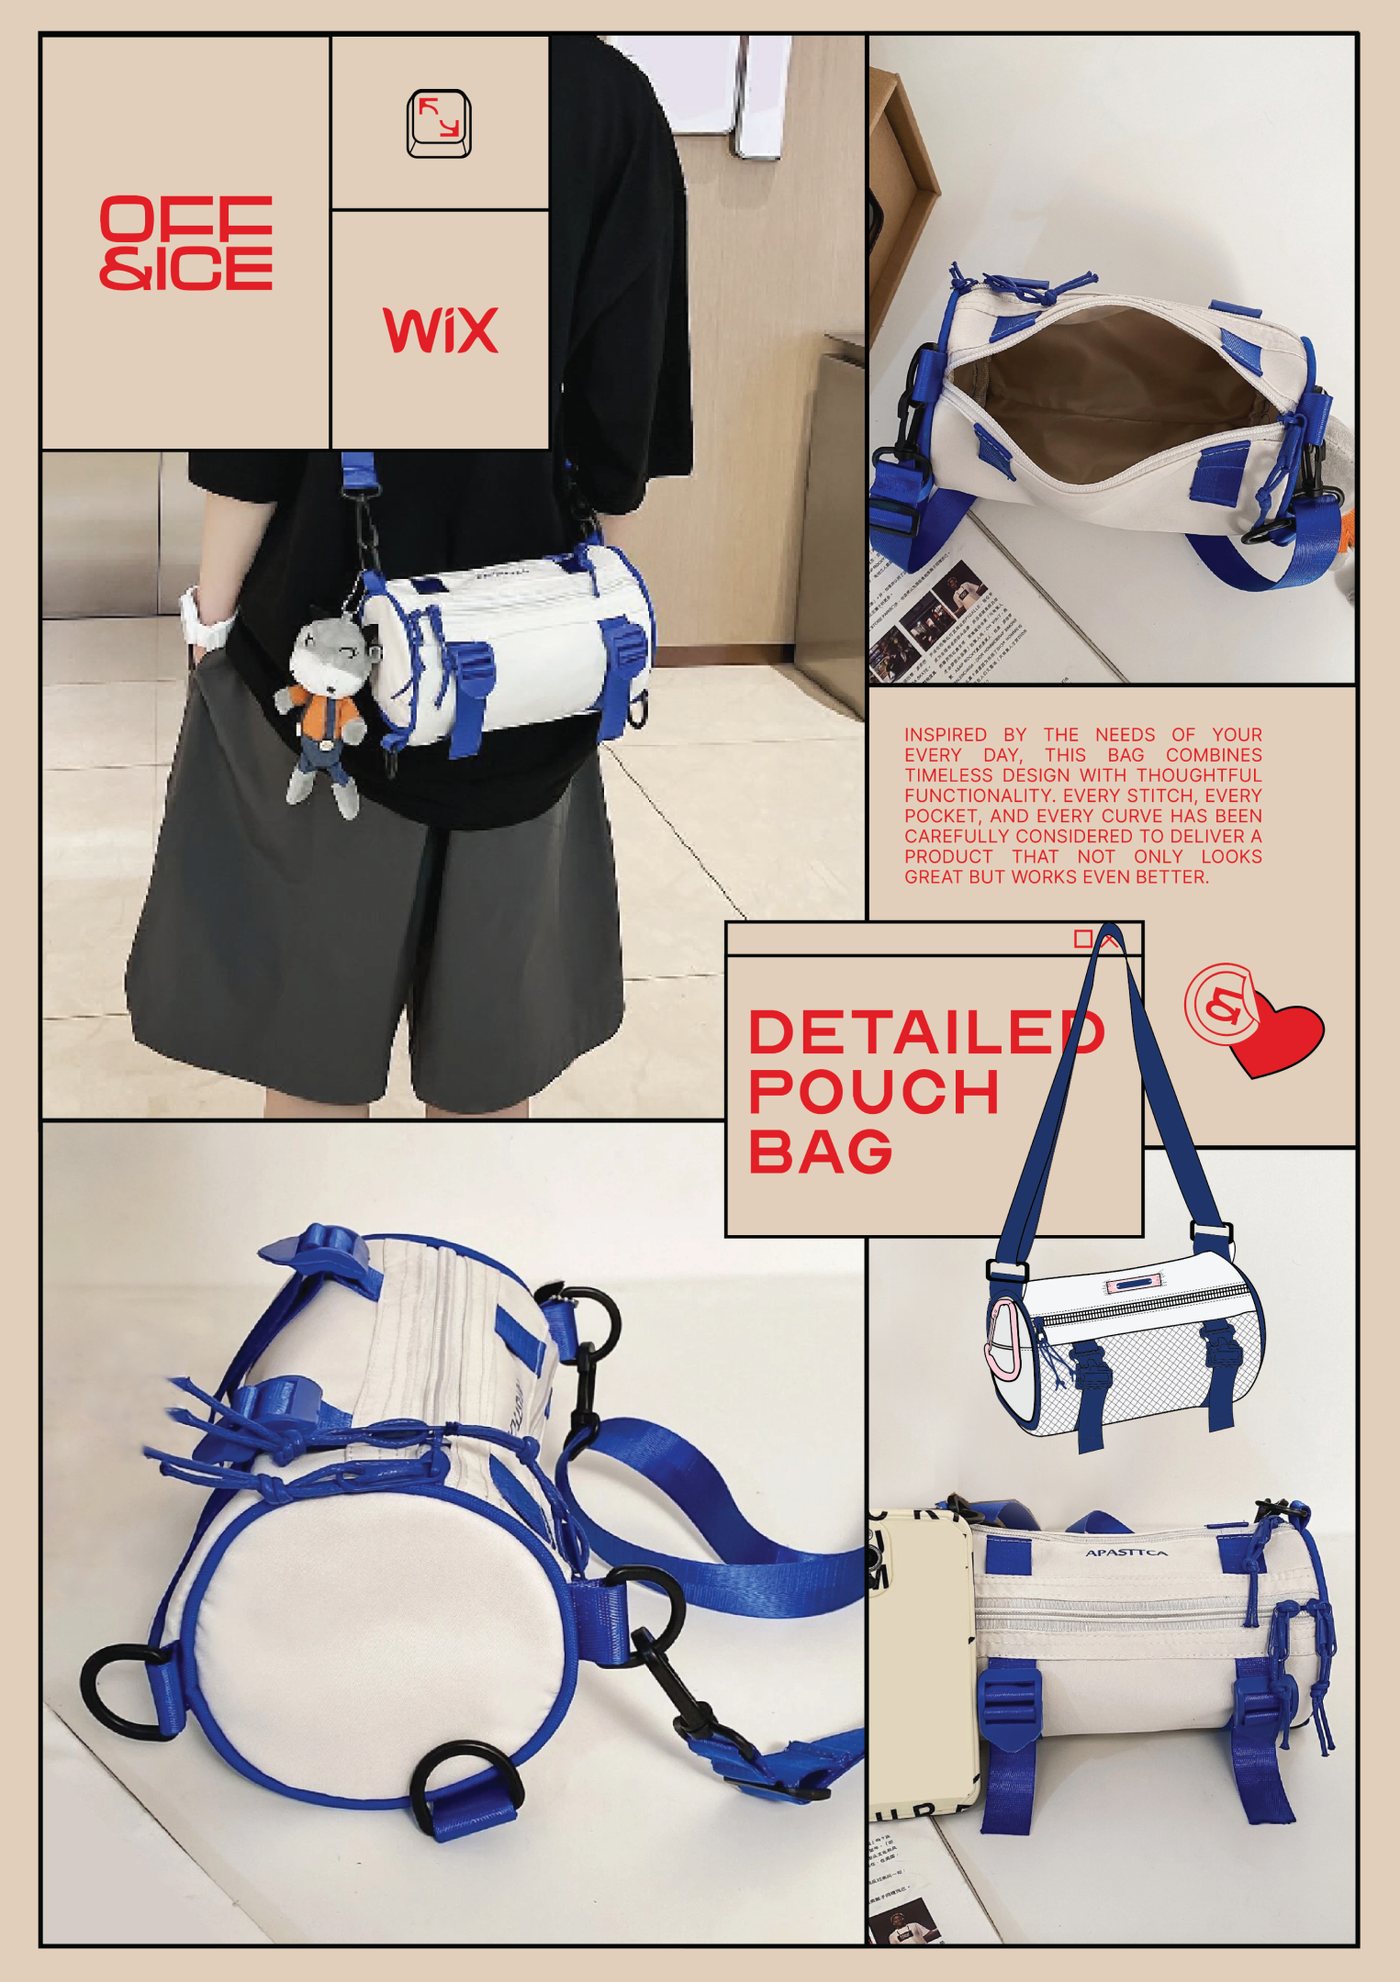 OFF
&ICE
WiX
INSPIRED BY THE NEEDS OF YOUR
EVERY DAY, THIS BAG COMBINES
TIMELESS DESIGN WITH THOUGHTFUL
FUNCTIONALITY. EVERY STITCH, EVERY
POCKET, AND EVERY CURVE HAS BEEN
CAREFULLY CONSIDERED TO DELIVER A
PRODUCT THAT NOT ONLY LOOKS
GREAT BUT WORKS EVEN BETTER.
&
DETAILED
POUCH
BAG
APASTTCA